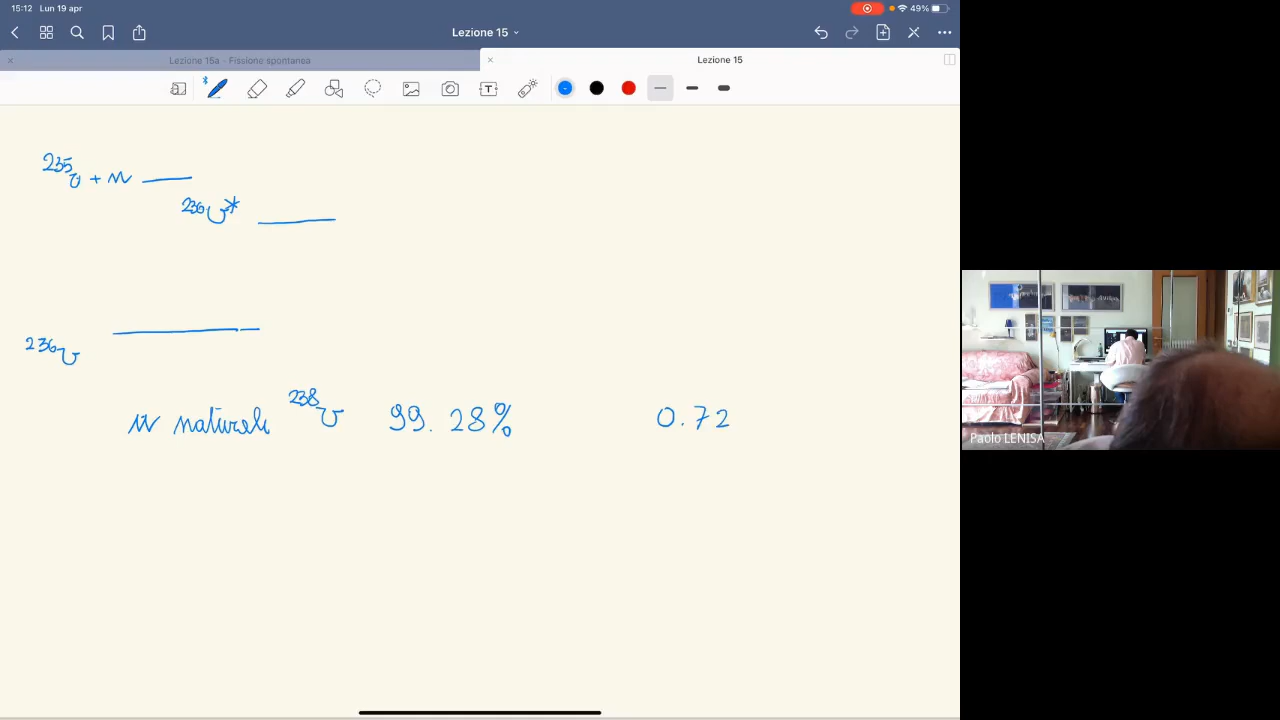 15:12 Lun 19 apr
49%
Lezione 15
Lezione 15a - Fissione spontanea
Lezione 15
235U + n
236U*
236U
in naturale 238U 99.28% 0.72
Paolo LENISA